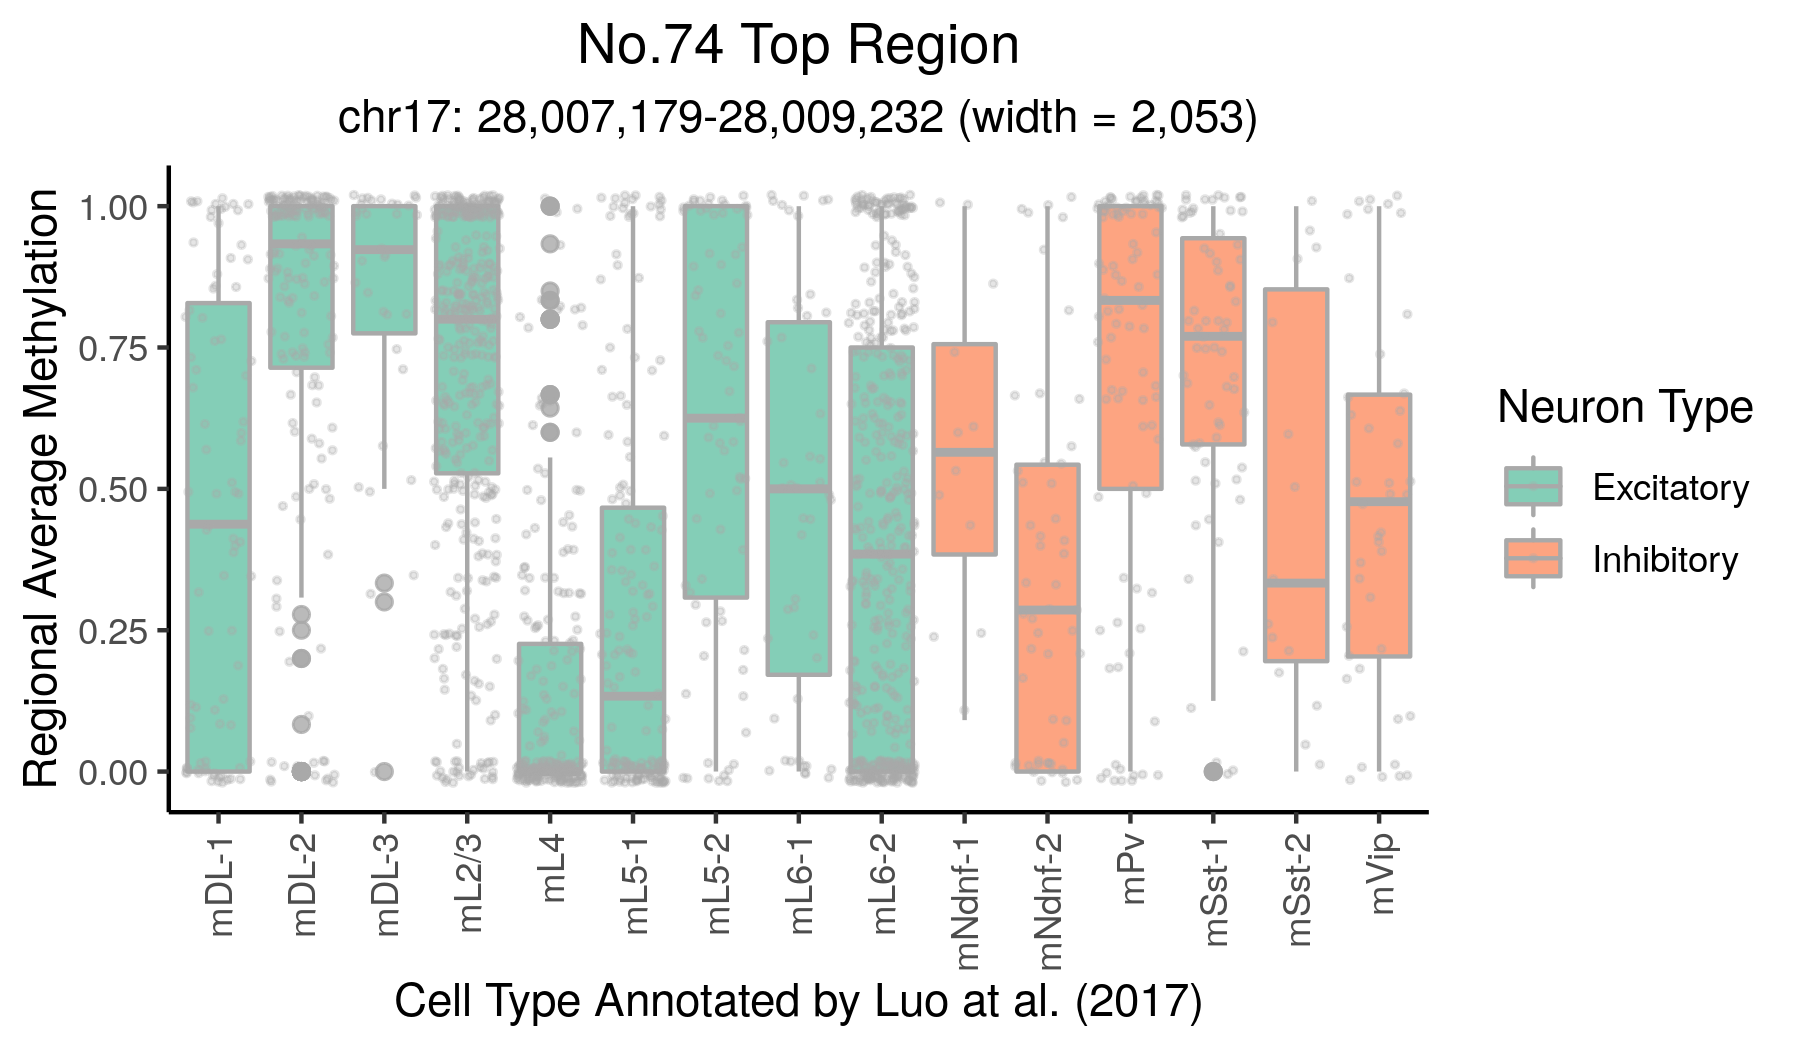 No.74 Top Region
chr17: 28,007,179-28,009,232 (width = 2,053)
Regional Average Methylation
1.00
0.75
0.50
0.25
0.00
mDL-1
mDL-2
mDL-3
mL2/3
mL4
mL5-1
mL5-2
mL6-1
mL6-2
mNdnf-1
mNdnf-2
mPv
mSst-1
mSst-2
mVip
Cell Type Annotated by Luo at al. (2017)
Neuron Type
Excitatory
Inhibitory